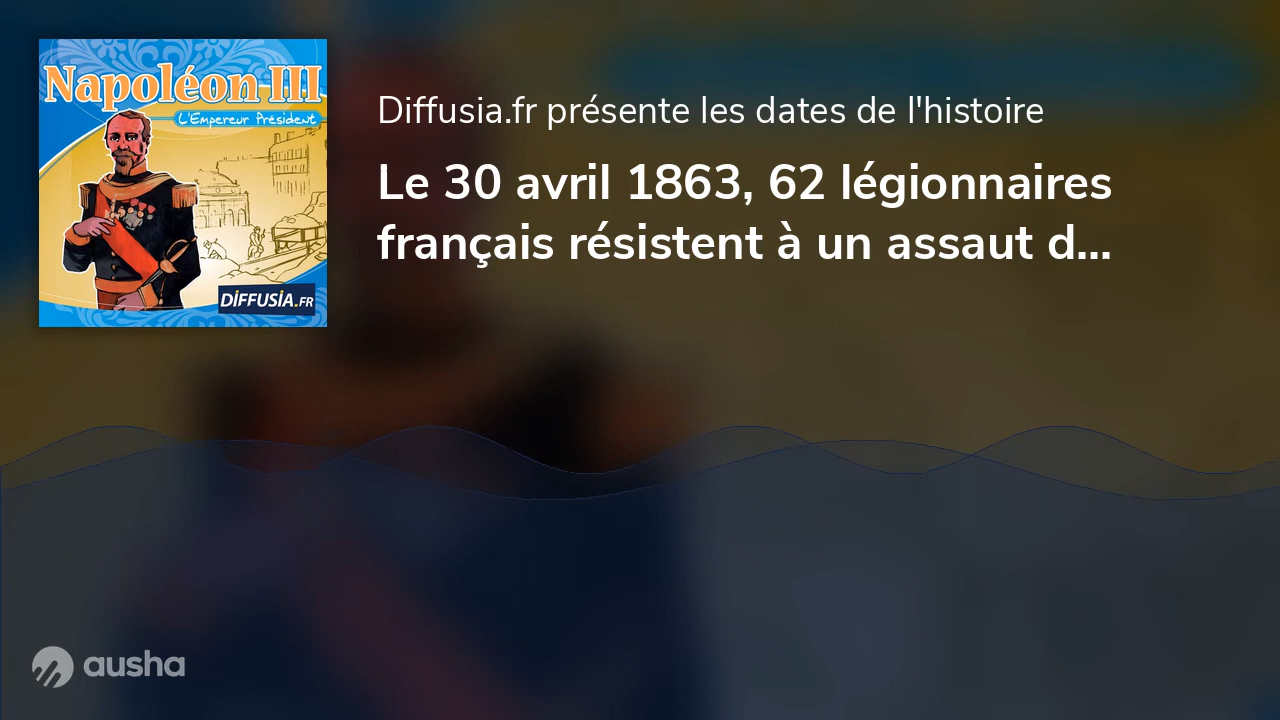 Napoléon III
L'Empereur Président
DIFFUSIA.FR
Diffusia.fr présente les dates de l'histoire
Le 30 avril 1863, 62 légionnaires
français résistent à un assaut d...
ausha